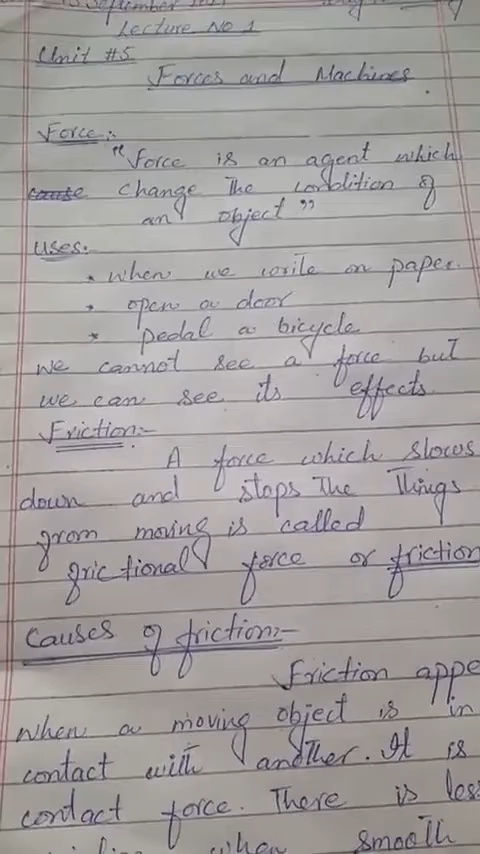 September
Lecture No 1
Unit #5
Forces and Machines
Force:-
"Force is an agent which
cause change the condition of
an object"
uses:
* when we write on paper.
* open a door
* pedal a bicycle
we cannot see a force but
we can see its effects
Friction:-
A force which slows
down and stops The Things
from moving is called
frictional force or friction
Causes of friction:-
Friction appe
when a moving object is in
contact with another. It is
contact force. There is les
when smooth